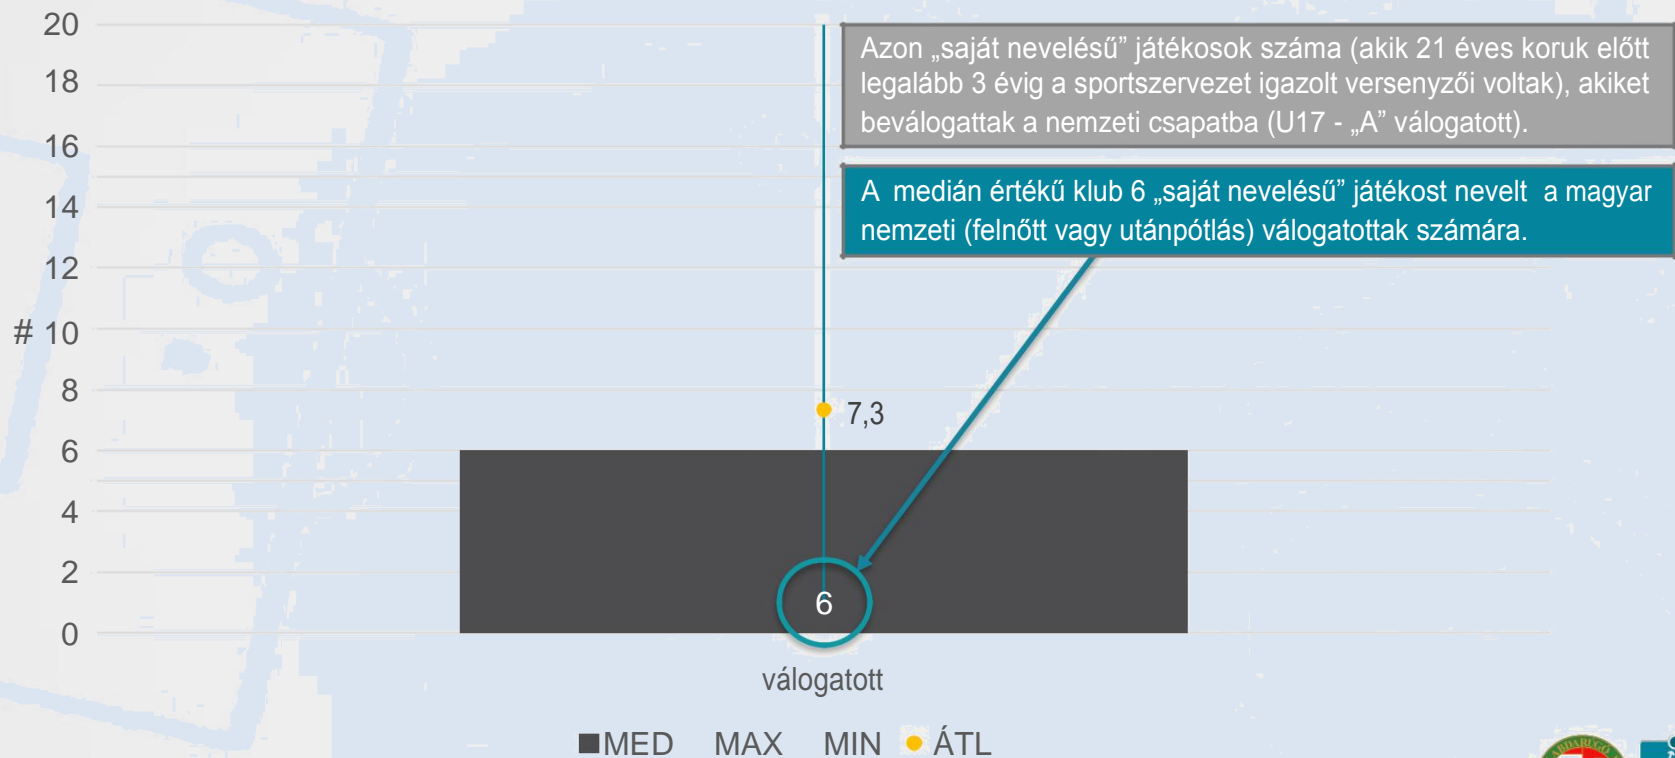 20
18
16
14
12
# 10
8
6
4
2
0
Azon „saját nevelésű” játékosok száma (akik 21 éves koruk előtt
legalább 3 évig a sportszervezet igazolt versenyzői voltak), akiket
beválogattak a nemzeti csapatba (U17 - „A” válogatott).
A medián értékű klub 6 „saját nevelésű” játékost nevelt a magyar
nemzeti (felnőtt vagy utánpótlás) válogatottak számára.
7,3
6
válogatott
MED MAX MIN ÁTL